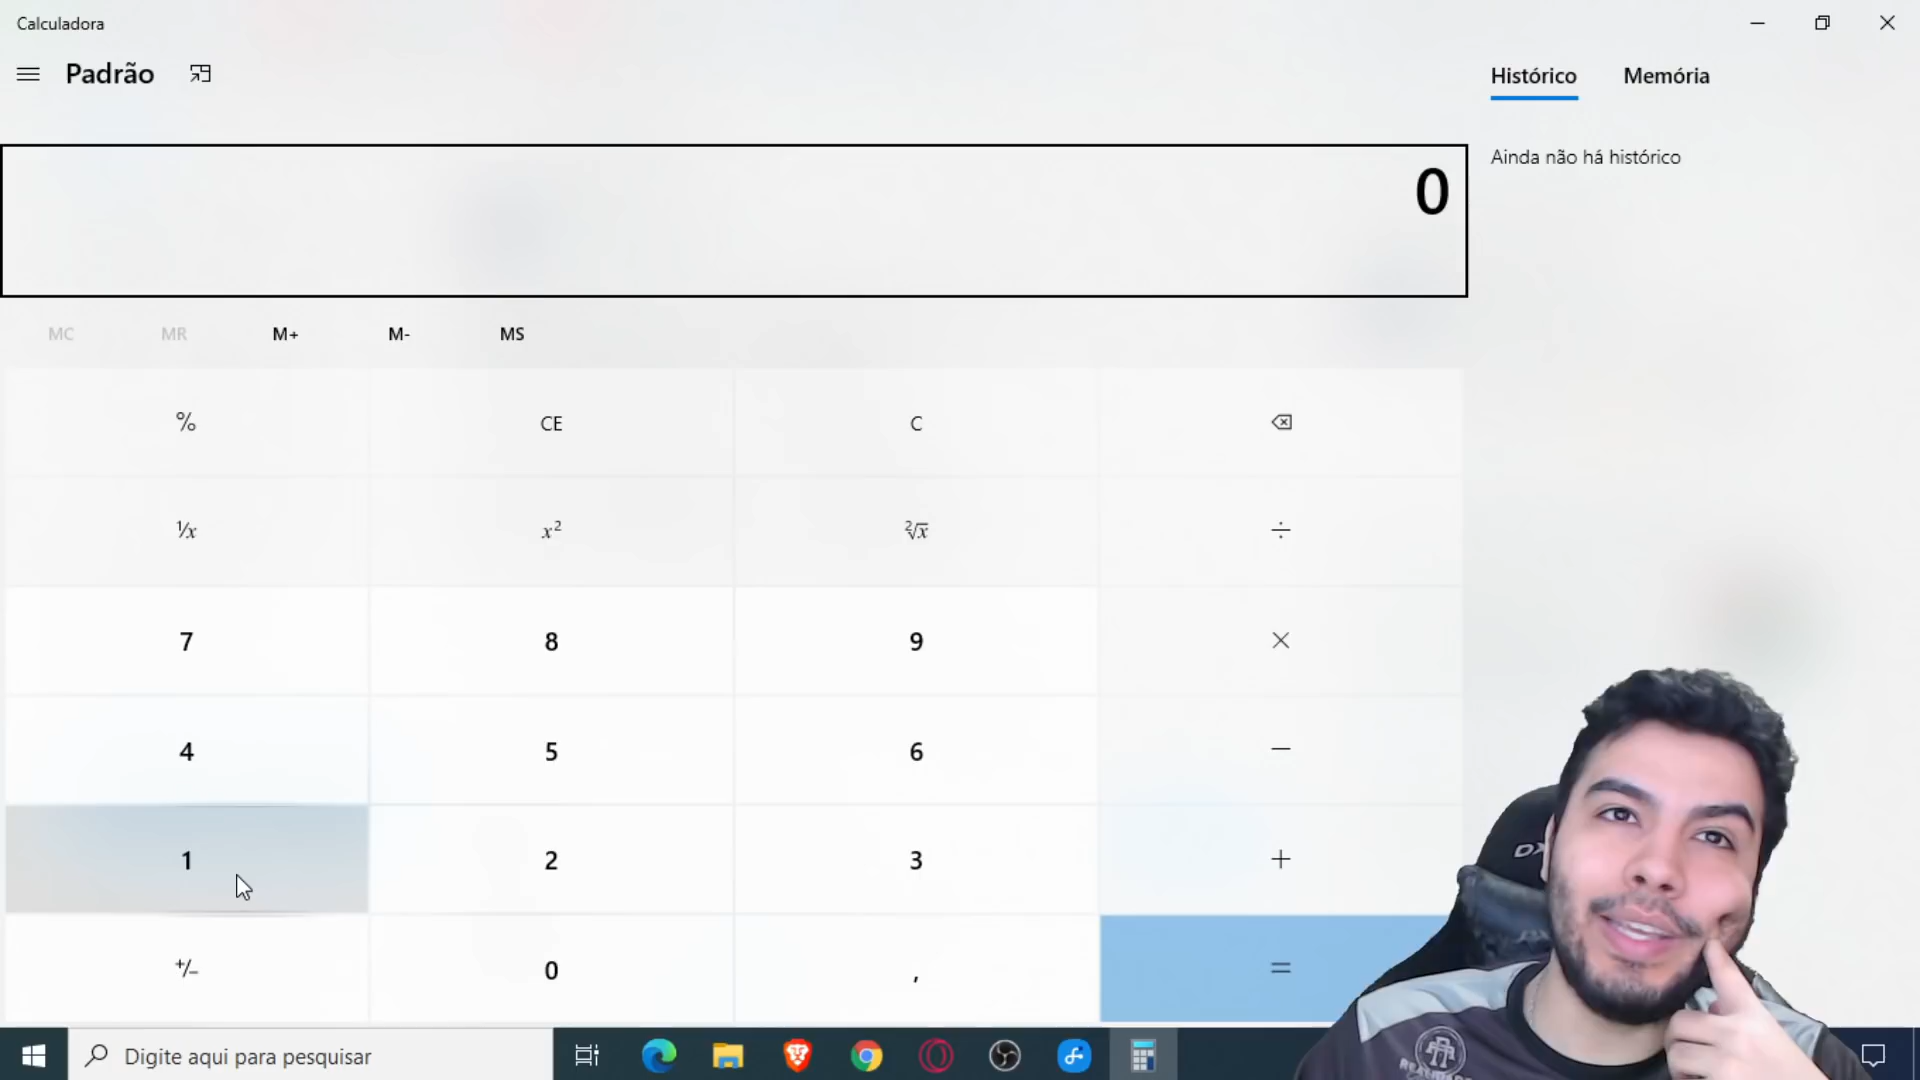 Calculadora
Padrão
Histórico Memória
Ainda não há histórico
0
MC MR M+ M- MS
% CE C
¹/x x² ²√x ÷
7 8 9 ×
4 5 6 −
1 2 3 +
+/− 0 , =
Digite aqui para pesquisar